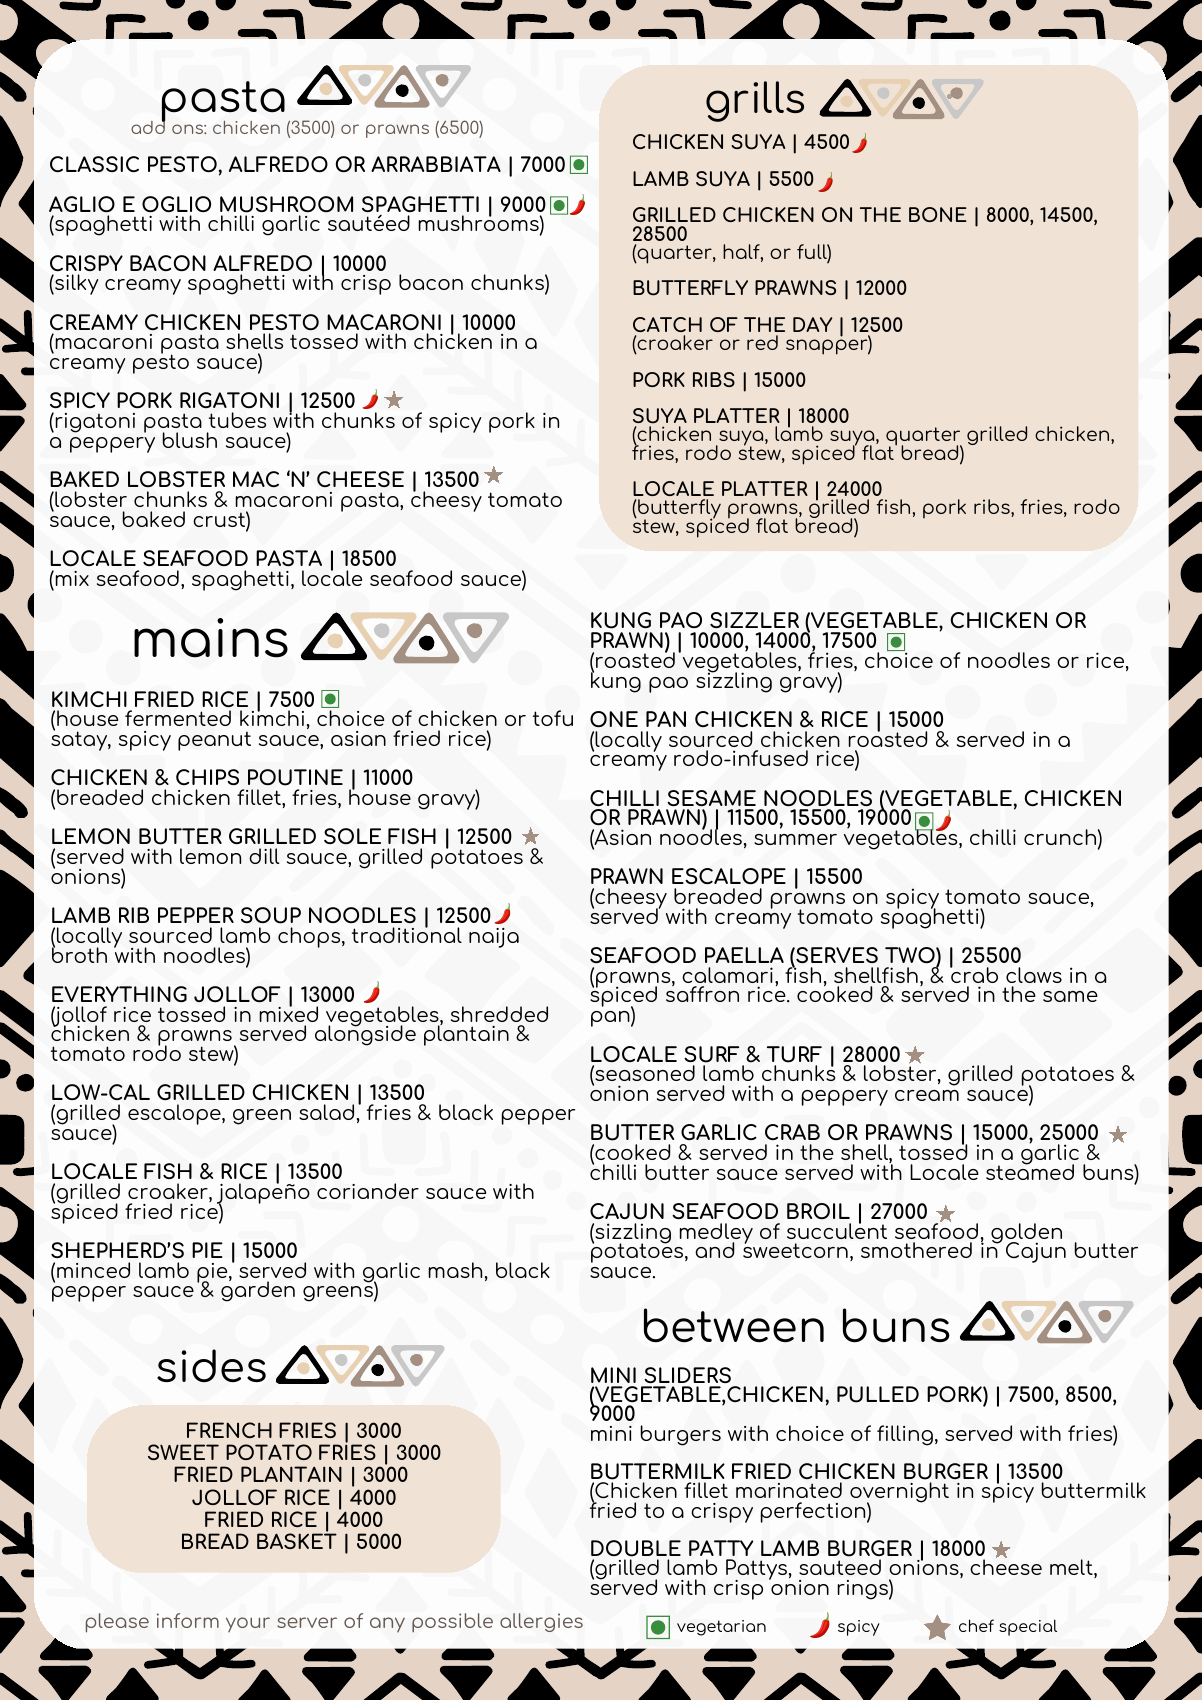 pasta
add ons: chicken (3500) or prawns (6500)
CLASSIC PESTO, ALFREDO OR ARRABBIATA | 7000
AGLIO E OGLIO MUSHROOM SPAGHETTI | 9000
(spaghetti with chilli garlic sautéed mushrooms)
CRISPY BACON ALFREDO | 10000
(silky creamy spaghetti with crisp bacon chunks)
CREAMY CHICKEN PESTO MACARONI | 10000
(macaroni pasta shells tossed with chicken in a
creamy pesto sauce)
SPICY PORK RIGATONI | 12500
(rigatoni pasta tubes with chunks of spicy pork in
a peppery blush sauce)
BAKED LOBSTER MAC ‘N’ CHEESE | 13500
(lobster chunks & macaroni pasta, cheesy tomato
sauce, baked crust)
LOCALE SEAFOOD PASTA | 18500
(mix seafood, spaghetti, locale seafood sauce)
grills
CHICKEN SUYA | 4500
LAMB SUYA | 5500
GRILLED CHICKEN ON THE BONE | 8000, 14500,
28500
(quarter, half, or full)
BUTTERFLY PRAWNS | 12000
CATCH OF THE DAY | 12500
(croaker or red snapper)
PORK RIBS | 15000
SUYA PLATTER | 18000
(chicken suya, lamb suya, quarter grilled chicken,
fries, rodo stew, spiced flat bread)
LOCALE PLATTER | 24000
(butterfly prawns, grilled fish, pork ribs, fries, rodo
stew, spiced flat bread)
mains
KIMCHI FRIED RICE | 7500
(house fermented kimchi, choice of chicken or tofu
satay, spicy peanut sauce, asian fried rice)
CHICKEN & CHIPS POUTINE | 11000
(breaded chicken fillet, fries, house gravy)
LEMON BUTTER GRILLED SOLE FISH | 12500
(served with lemon dill sauce, grilled potatoes &
onions)
LAMB RIB PEPPER SOUP NOODLES | 12500
(locally sourced lamb chops, traditional naija
broth with noodles)
EVERYTHING JOLLOF | 13000
(jollof rice tossed in mixed vegetables, shredded
chicken & prawns served alongside plantain &
tomato rodo stew)
LOW-CAL GRILLED CHICKEN | 13500
(grilled escalope, green salad, fries & black pepper
sauce)
LOCALE FISH & RICE | 13500
(grilled croaker, jalapeño coriander sauce with
spiced fried rice)
SHEPHERD’S PIE | 15000
(minced lamb pie, served with garlic mash, black
pepper sauce & garden greens)
KUNG PAO SIZZLER (VEGETABLE, CHICKEN OR
PRAWN) | 10000, 14000, 17500
(roasted vegetables, fries, choice of noodles or rice,
kung pao sizzling gravy)
ONE PAN CHICKEN & RICE | 15000
(locally sourced chicken roasted & served in a
creamy rodo-infused rice)
CHILLI SESAME NOODLES (VEGETABLE, CHICKEN
OR PRAWN) | 11500, 15500, 19000
(Asian noodles, summer vegetables, chilli crunch)
PRAWN ESCALOPE | 15500
(cheesy breaded prawns on spicy tomato sauce,
served with creamy tomato spaghetti)
SEAFOOD PAELLA (SERVES TWO) | 25500
(prawns, calamari, fish, shellfish, & crab claws in a
spiced saffron rice. cooked & served in the same
pan)
LOCALE SURF & TURF | 28000
(seasoned lamb chunks & lobster, grilled potatoes &
onion served with a peppery cream sauce)
BUTTER GARLIC CRAB OR PRAWNS | 15000, 25000
(cooked & served in the shell, tossed in a garlic &
chilli butter sauce served with Locale steamed buns)
CAJUN SEAFOOD BROIL | 27000
(sizzling medley of succulent seafood, golden
potatoes, and sweetcorn, smothered in Cajun butter
sauce.
sides
FRENCH FRIES | 3000
SWEET POTATO FRIES | 3000
FRIED PLANTAIN | 3000
JOLLOF RICE | 4000
FRIED RICE | 4000
BREAD BASKET | 5000
between buns
MINI SLIDERS
(VEGETABLE,CHICKEN, PULLED PORK) | 7500, 8500,
9000
mini burgers with choice of filling, served with fries)
BUTTERMILK FRIED CHICKEN BURGER | 13500
(Chicken fillet marinated overnight in spicy buttermilk
fried to a crispy perfection)
DOUBLE PATTY LAMB BURGER | 18000
(grilled lamb Pattys, sauteed onions, cheese melt,
served with crisp onion rings)
please inform your server of any possible allergies
vegetarian
spicy
chef special